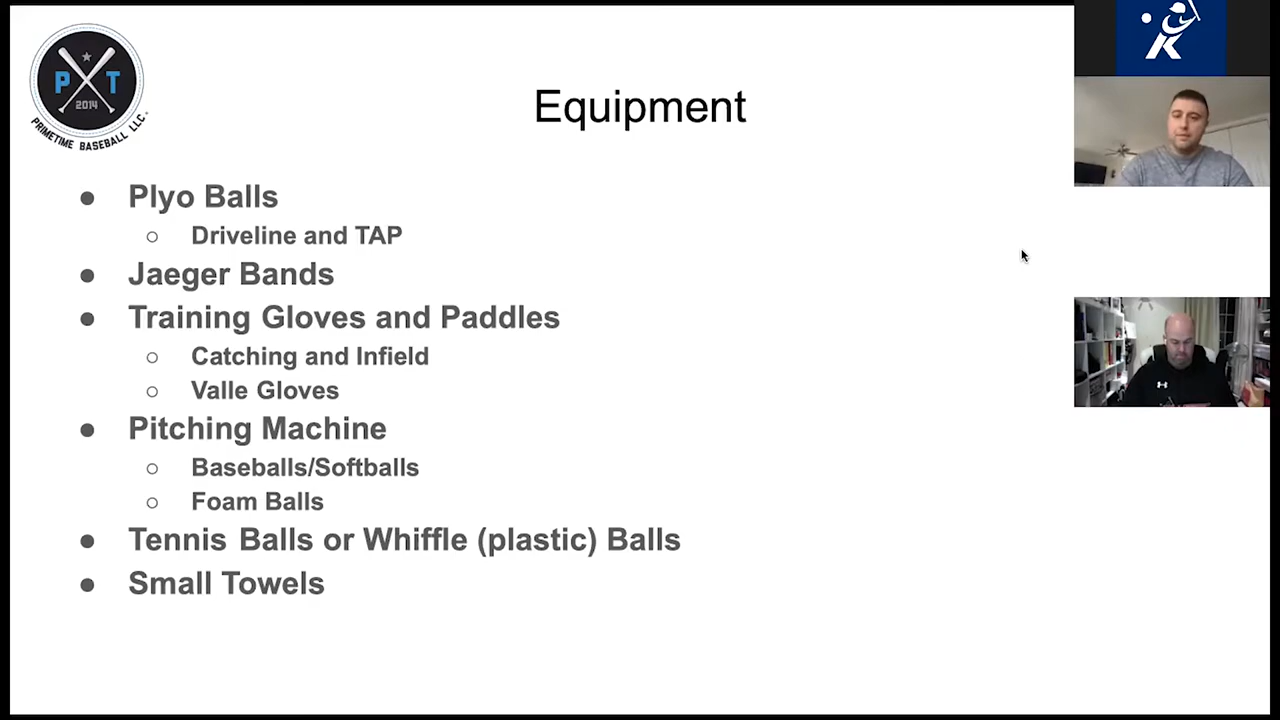 P T
2014
PRIMETIME BASEBALL LLC.
Equipment
● Plyo Balls
○ Driveline and TAP
● Jaeger Bands
● Training Gloves and Paddles
○ Catching and Infield
○ Valle Gloves
● Pitching Machine
○ Baseballs/Softballs
○ Foam Balls
● Tennis Balls or Whiffle (plastic) Balls
● Small Towels
K